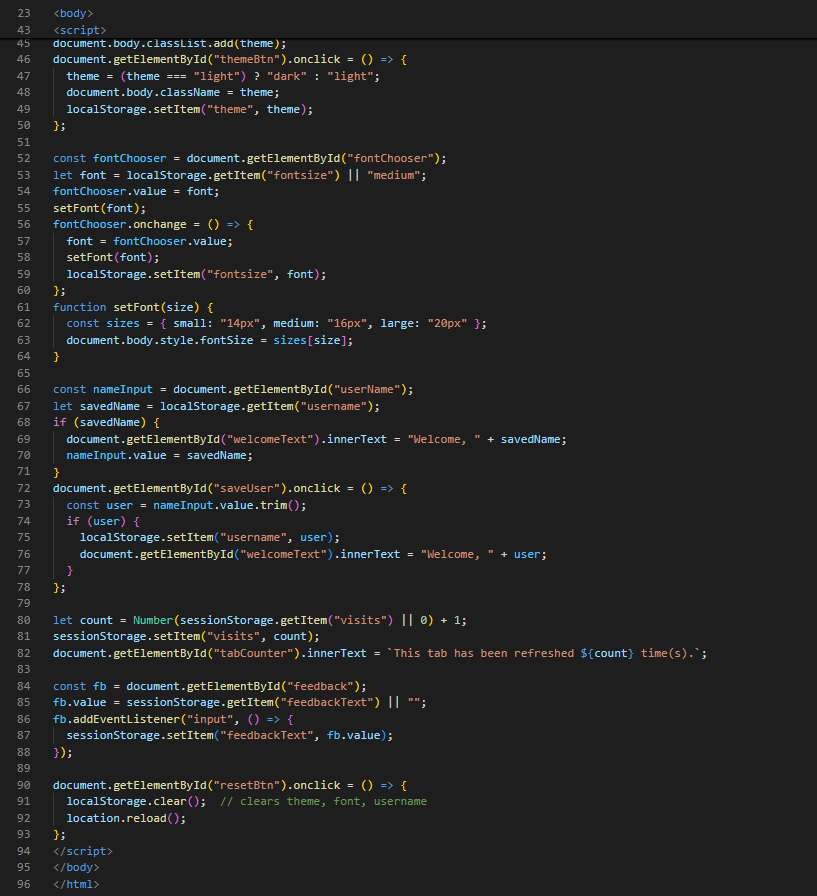 23 <body>
43 <script>
45 document.body.classList.add(theme);
46 document.getElementById("themeBtn").onclick = () => {
47   theme = (theme === "light") ? "dark" : "light";
48   document.body.className = theme;
49   localStorage.setItem("theme", theme);
50 };
51
52 const fontChooser = document.getElementById("fontChooser");
53 let font = localStorage.getItem("fontsize") || "medium";
54 fontChooser.value = font;
55 setFont(font);
56 fontChooser.onchange = () => {
57   font = fontChooser.value;
58   setFont(font);
59   localStorage.setItem("fontsize", font);
60 };
61 function setFont(size) {
62   const sizes = { small: "14px", medium: "16px", large: "20px" };
63   document.body.style.fontSize = sizes[size];
64 }
65
66 const nameInput = document.getElementById("userName");
67 let savedName = localStorage.getItem("username");
68 if (savedName) {
69   document.getElementById("welcomeText").innerText = "Welcome, " + savedName;
70   nameInput.value = savedName;
71 }
72 document.getElementById("saveUser").onclick = () => {
73   const user = nameInput.value.trim();
74   if (user) {
75     localStorage.setItem("username", user);
76     document.getElementById("welcomeText").innerText = "Welcome, " + user;
77   }
78 };
79
80 let count = Number(sessionStorage.getItem("visits") || 0) + 1;
81 sessionStorage.setItem("visits", count);
82 document.getElementById("tabCounter").innerText = `This tab has been refreshed ${count} time(s).`;
83
84 const fb = document.getElementById("feedback");
85 fb.value = sessionStorage.getItem("feedbackText") || "";
86 fb.addEventListener("input", () => {
87   sessionStorage.setItem("feedbackText", fb.value);
88 });
89
90 document.getElementById("resetBtn").onclick = () => {
91   localStorage.clear();  // clears theme, font, username
92   location.reload();
93 };
94 </script>
95 </body>
96 </html>